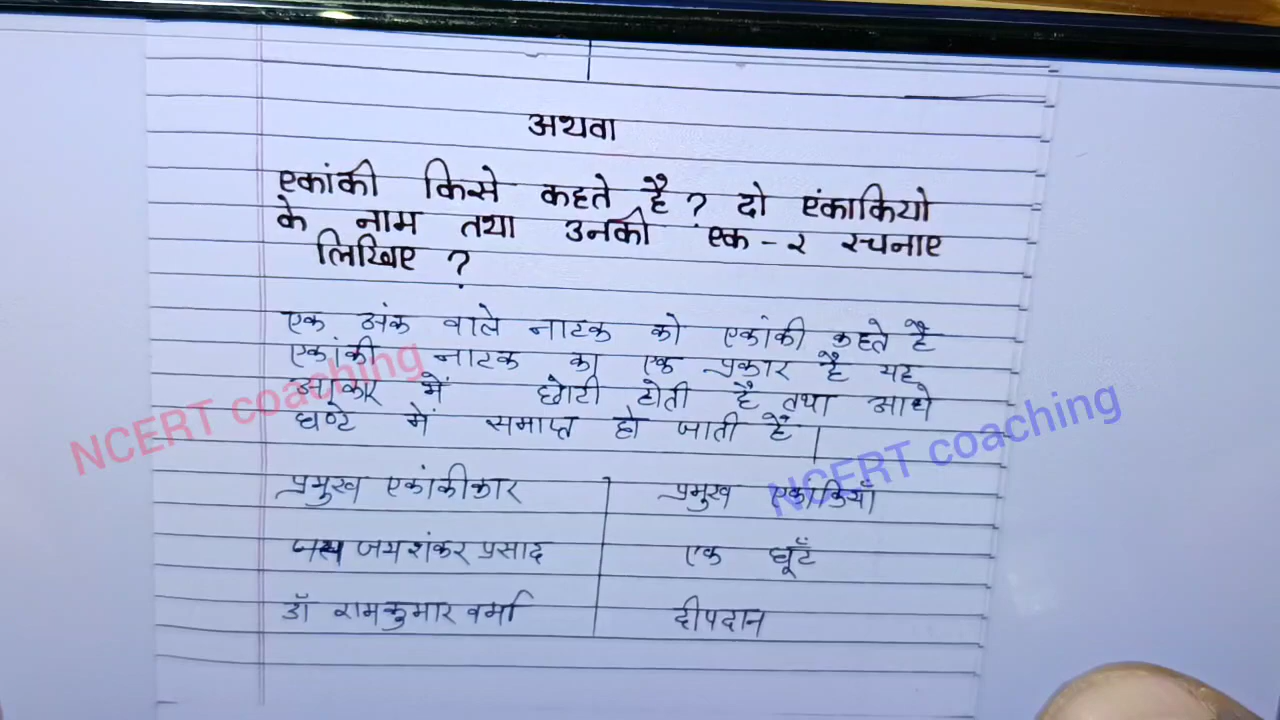 अथवा
एकांकी किसे कहते है ? दो एंकाकियो
के नाम तथा उनकी एक - २ रचनाए
लिखिए ?
एक अंक वाले नाटक को एकांकी कहते है
एकांकी नाटक का एक प्रकार है यह
आकार में छोटी होती है तथा आधे
घण्टे में समाप्त हो जाती है |
प्रमुख एकांकीकार प्रमुख एकांकियाँ
जयशंकर प्रसाद एक घूँट
डॉ रामकुमार वर्मा दीपदान
NCERT coaching
NCERT coaching